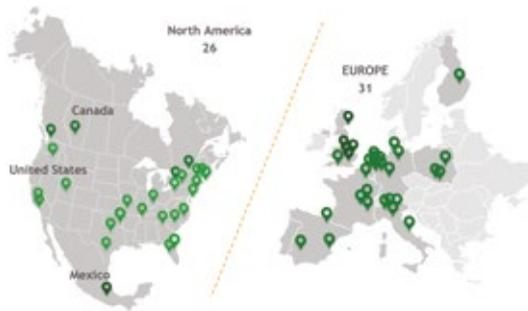 North America
26
Canada
United States
Mexico
EUROPE
31